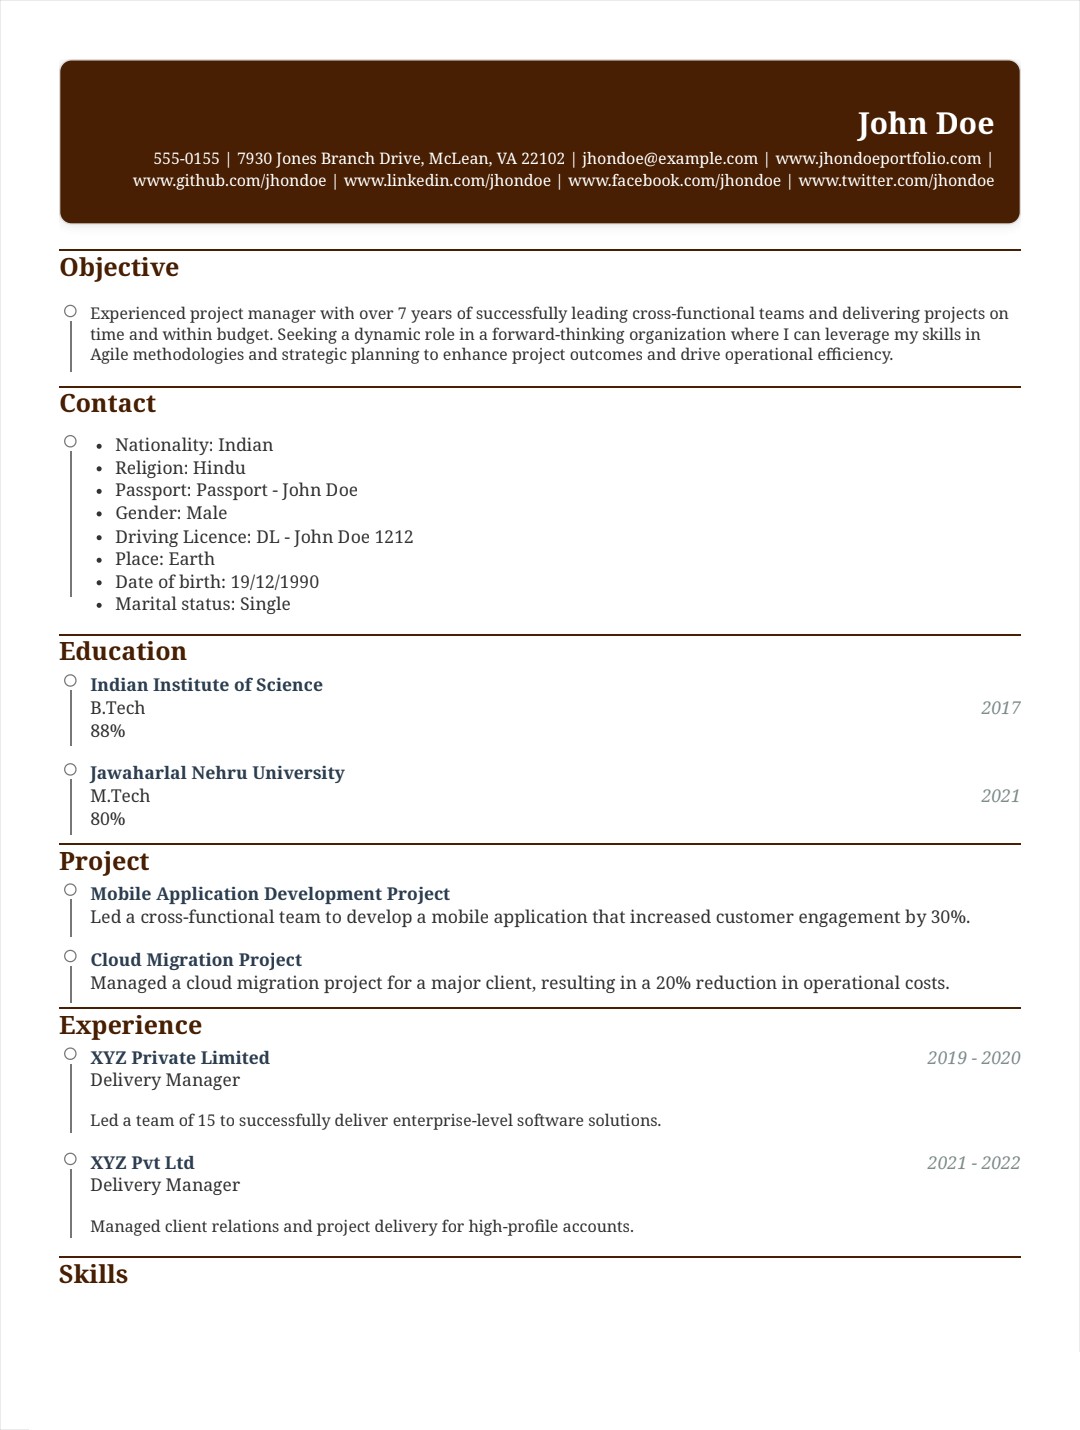 John Doe
555-0155 | 7930 Jones Branch Drive, McLean, VA 22102 | jhondoe@example.com | www.jhondoeportfolio.com |
www.github.com/jhondoe | www.linkedin.com/jhondoe | www.facebook.com/jhondoe | www.twitter.com/jhondoe
Objective
Experienced project manager with over 7 years of successfully leading cross-functional teams and delivering projects on
time and within budget. Seeking a dynamic role in a forward-thinking organization where I can leverage my skills in
Agile methodologies and strategic planning to enhance project outcomes and drive operational efficiency.
Contact
• Nationality: Indian
• Religion: Hindu
• Passport: Passport - John Doe
• Gender: Male
• Driving Licence: DL - John Doe 1212
• Place: Earth
• Date of birth: 19/12/1990
• Marital status: Single
Education
Indian Institute of Science
B.Tech 2017
88%
Jawaharlal Nehru University
M.Tech 2021
80%
Project
Mobile Application Development Project
Led a cross-functional team to develop a mobile application that increased customer engagement by 30%.
Cloud Migration Project
Managed a cloud migration project for a major client, resulting in a 20% reduction in operational costs.
Experience
XYZ Private Limited 2019 - 2020
Delivery Manager
Led a team of 15 to successfully deliver enterprise-level software solutions.
XYZ Pvt Ltd 2021 - 2022
Delivery Manager
Managed client relations and project delivery for high-profile accounts.
Skills